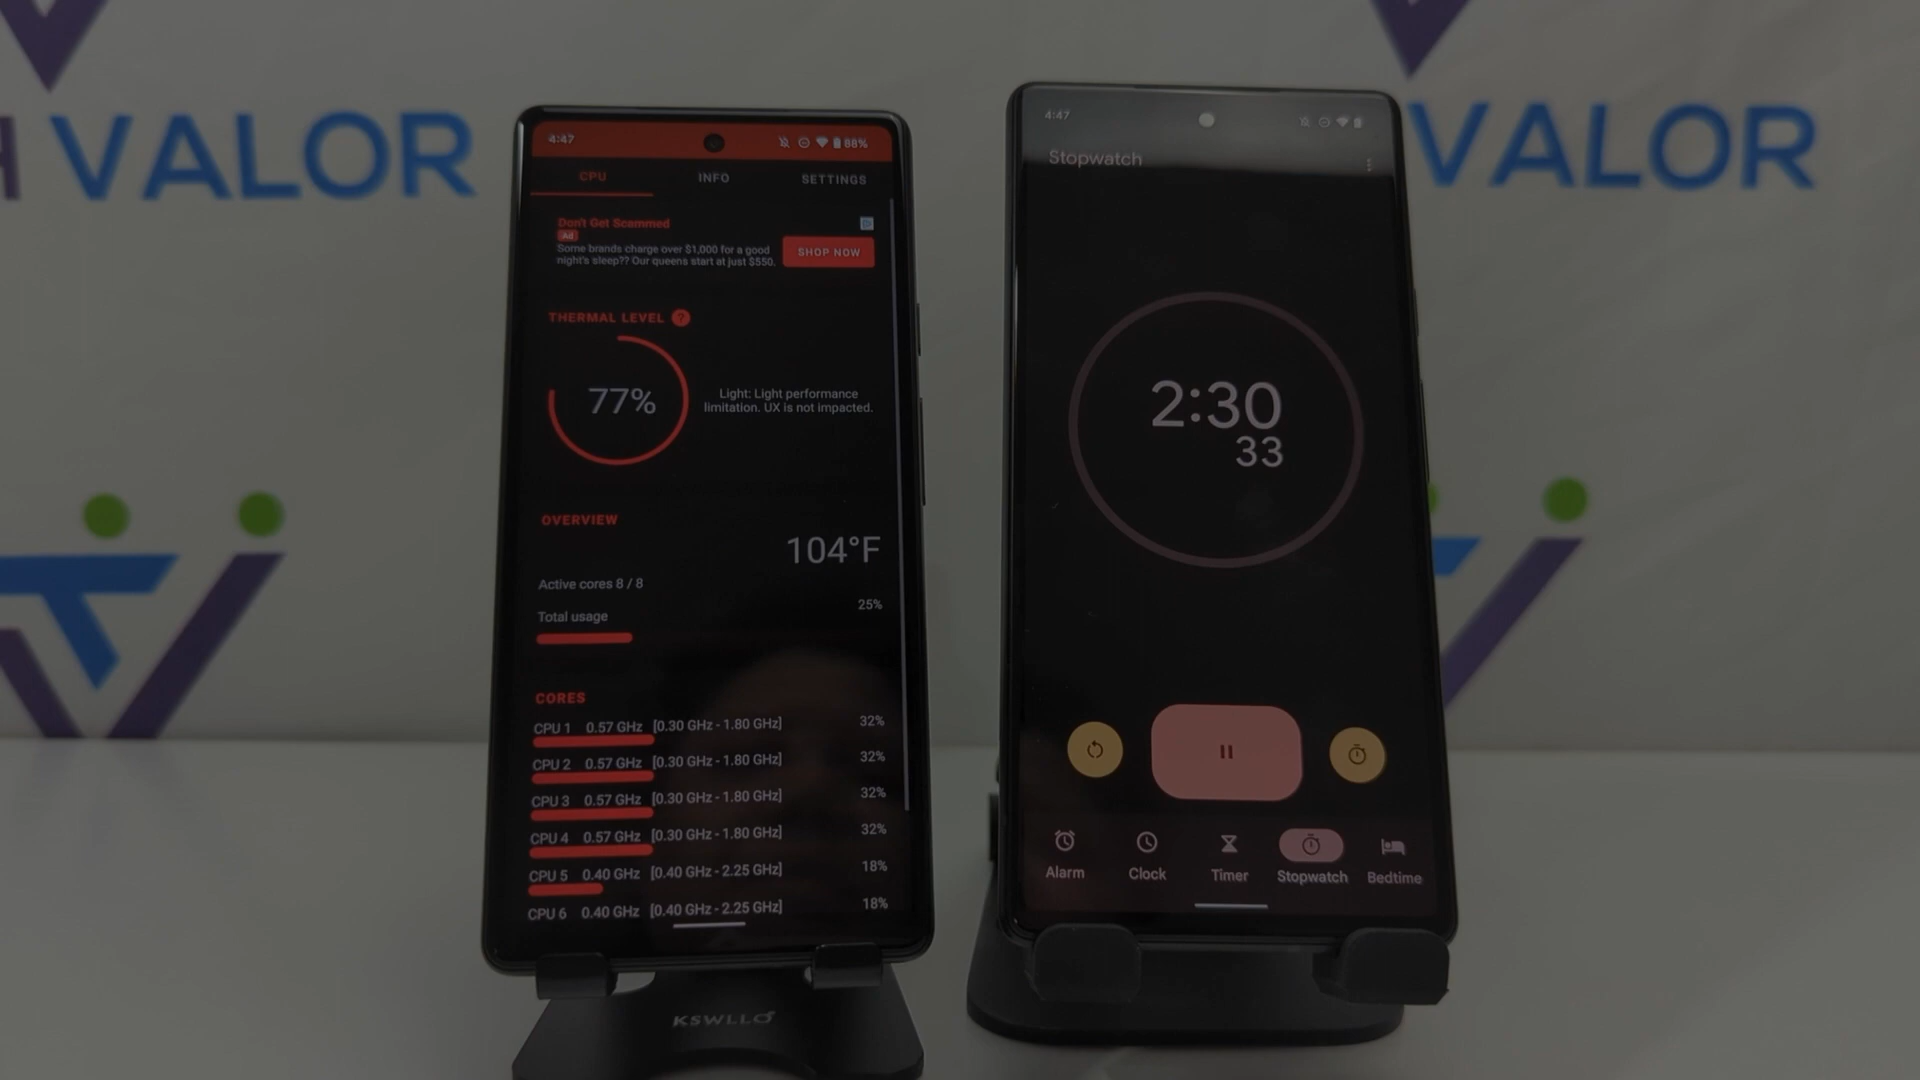 H VALOR
VALOR
4:47
88%
CPU
INFO
SETTINGS
Don't Get Scammed
Ad
Some brands charge over $1,000 for a good
night's sleep?? Our queens start at just $550.
SHOP NOW
THERMAL LEVEL ?
77%
Light: Light performance
limitation. UX is not impacted.
OVERVIEW
104°F
Active cores 8 / 8
25%
Total usage
CORES
CPU 1 0.57 GHz [0.30 GHz - 1.80 GHz] 32%
CPU 2 0.57 GHz [0.30 GHz - 1.80 GHz] 32%
CPU 3 0.57 GHz [0.30 GHz - 1.80 GHz] 32%
CPU 4 0.57 GHz [0.30 GHz - 1.80 GHz] 32%
CPU 5 0.40 GHz [0.40 GHz - 2.25 GHz] 18%
CPU 6 0.40 GHz [0.40 GHz - 2.25 GHz] 18%
KSWLLO
4:47
Stopwatch
2:30
33
Alarm
Clock
Timer
Stopwatch
Bedtime